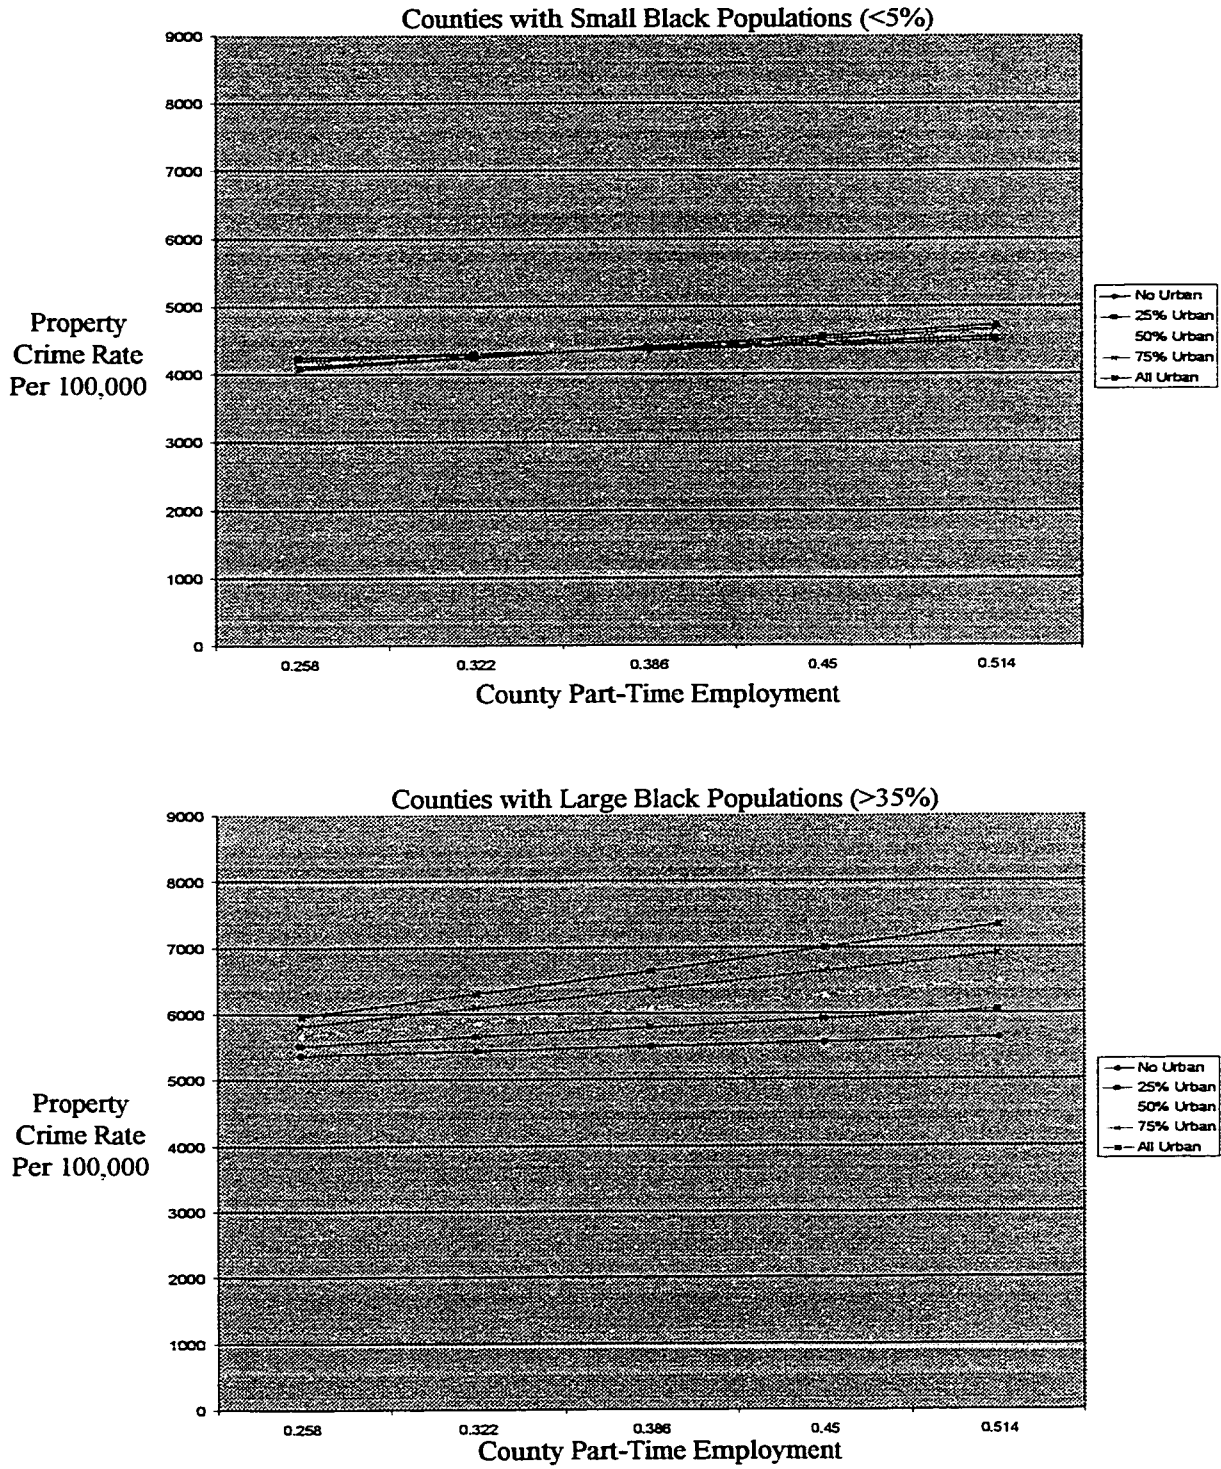 Counties with Small Black Populations (<5%)
9000
8000
7000
6000
5000
4000
3000
2000
1000
0
Property
Crime Rate
Per 100,000
0.258 0.322 0.386 0.45 0.514
County Part-Time Employment
No Urban
25% Urban
50% Urban
75% Urban
All Urban
Counties with Large Black Populations (>35%)
9000
8000
7000
6000
5000
4000
3000
2000
1000
0
Property
Crime Rate
Per 100,000
0.258 0.322 0.386 0.45 0.514
County Part-Time Employment
No Urban
25% Urban
50% Urban
75% Urban
All Urban